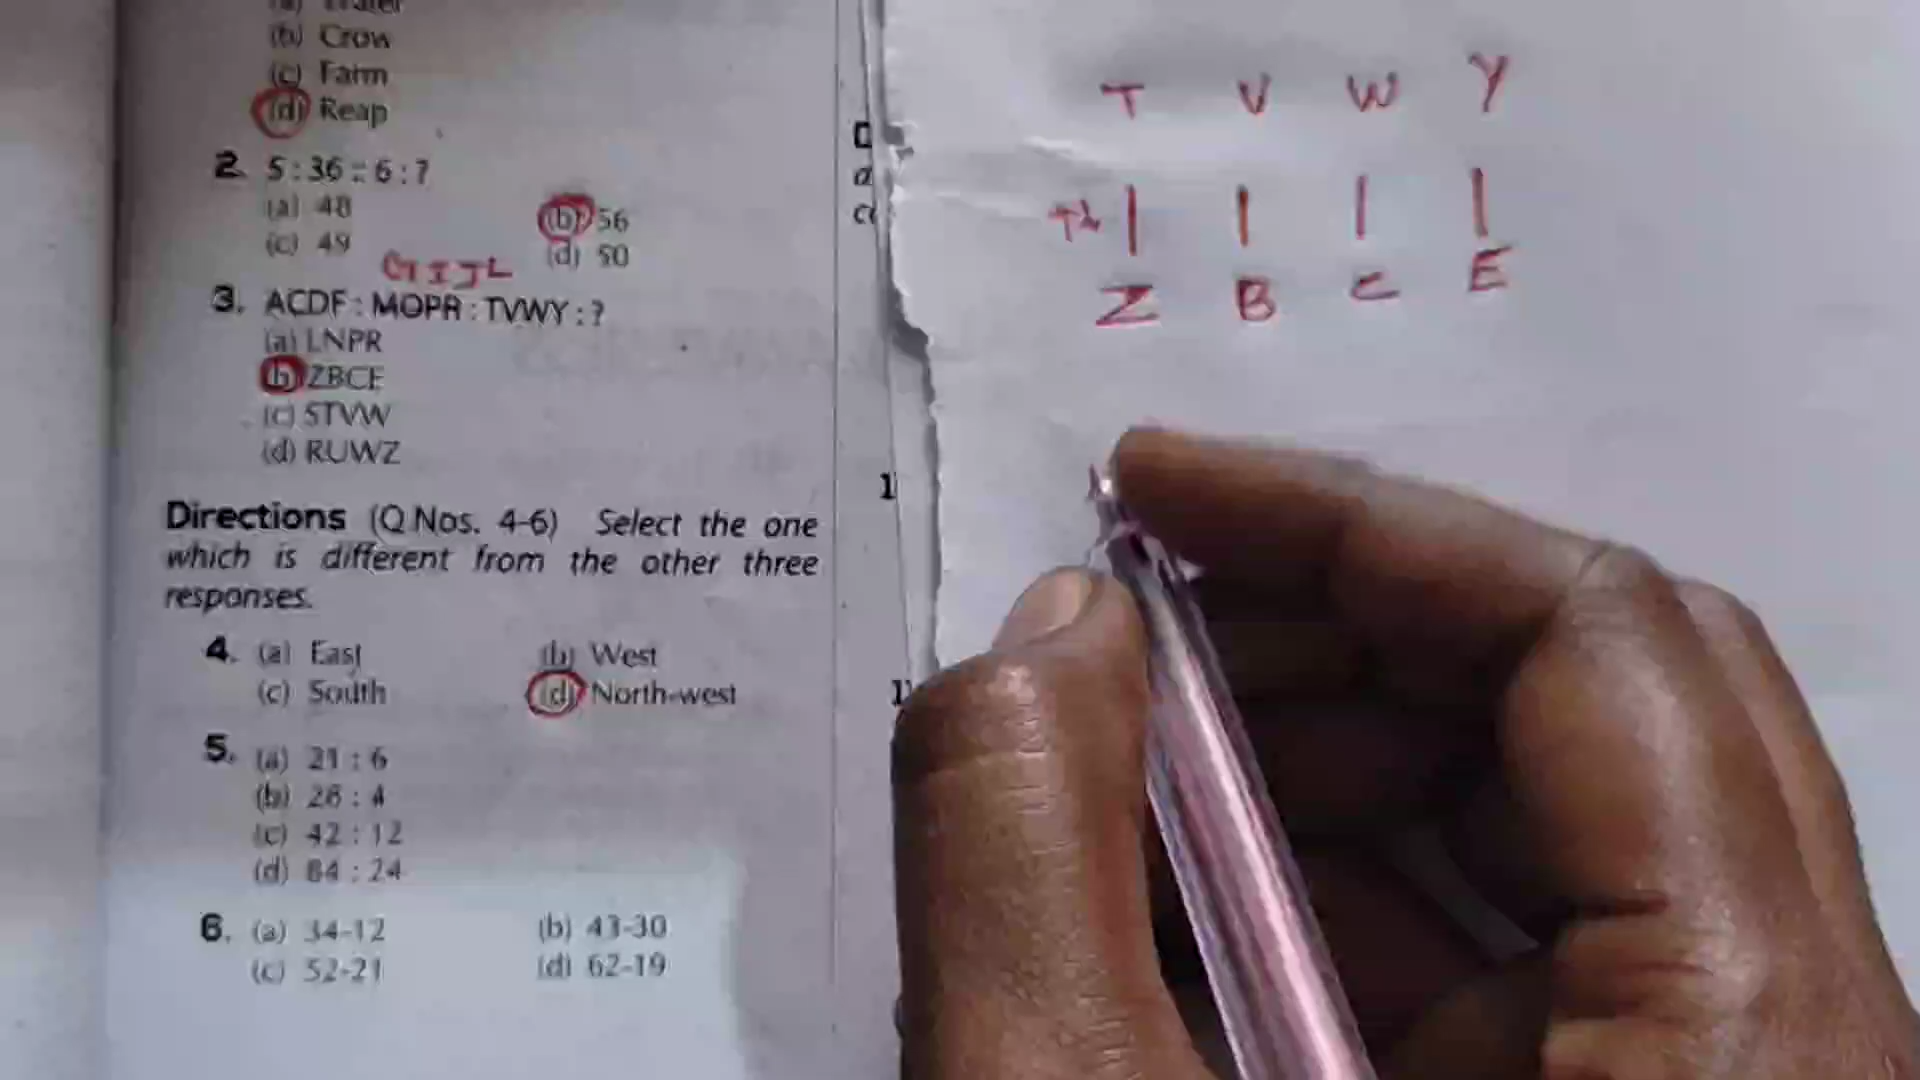 (b) Crow
(c) Farm
(d) Reap
2. 5 : 36 :: 6 : ?
(a) 48
(b) 56
(c) 49
(d) 50
G I J L
3. ACDF : MOPR : TVWY : ?
(a) LNPR
(b) ZBCE
(c) STVW
(d) RUWZ
Directions (Q Nos. 4-6) Select the one
which is different from the other three
responses.
4. (a) East
(b) West
(c) South
(d) North-west
5. (a) 21 : 6
(b) 28 : 4
(c) 42 : 12
(d) 84 : 24
6. (a) 34-12
(b) 43-30
(c) 52-21
(d) 62-19
T V W Y
Z B C E